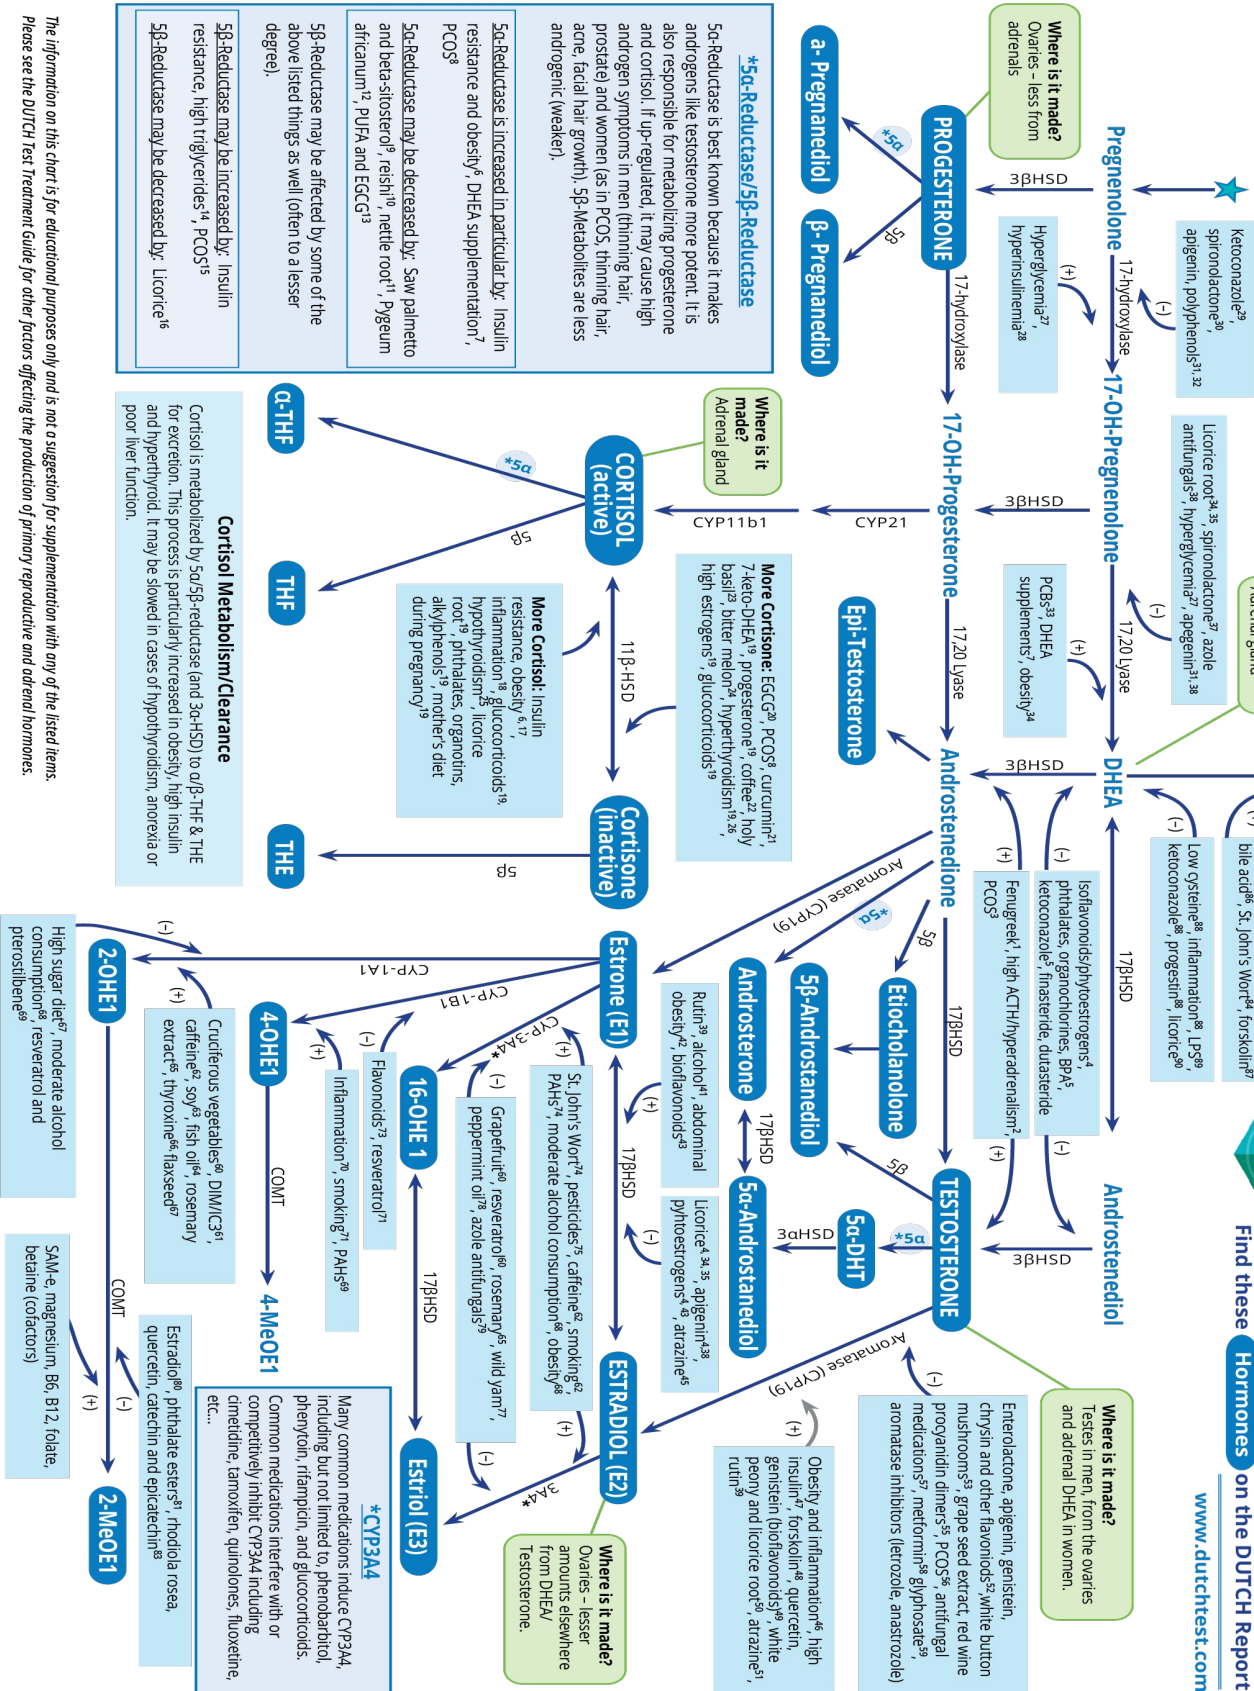 Find these Hormones on the DUTCH Report
www.dutchtest.com
Ketoconazole29,
spironolactone30,
apigenin, polyphenols31, 32
(-)
Pregnenolone
17-hydroxylase
17-OH-Pregnenolone
17,20 Lyase
DHEA
17βHSD
Androstenediol
Licorice root34, 35, spironolactone37, azole
antifungals38, hyperglycemia27, apegenin31, 38
(-)
bile acid86, St. John's Wort84, forskolin87
Low cysteine88, inflammation88, LPS89,
ketoconazole88, progestin88, licorice90
(-)
Where is it made?
Ovaries – less from
adrenals
3βHSD
Hyperglycemia27,
hyperinsulinemia28
(+)
3βHSD
PCBs33, DHEA
supplements7, obesity34
(+)
3βHSD
Isoflavonoids/phytoestrogens4,
phthalates, organochlorines, BPA5,
ketoconazole5, finasteride, dutasteride
(-)
(-)
Fenugreek1, high ACTH/hyperadrenalism2,
PCOS3
(+)
(+)
3βHSD
PROGESTERONE
17-hydroxylase
17-OH-Progesterone
17,20 Lyase
Androstenedione
17βHSD
TESTOSTERONE
Where is it made?
Testes in men, from the ovaries
and adrenal DHEA in women.
*5α
5β
a- Pregnanediol
β- Pregnanediol
CYP21
CYP11b1
Epi-Testosterone
Aromatase (CYP19)
*5α
5β
Etiocholanolone
5β-Androstanediol
5β
*5α
5α-DHT
3αHSD
Androsterone
17βHSD
5α-Androstanediol
Aromatase (CYP19)
(-)
Enterolactone, apigenin, genistein,
chrysin and other flavoniods52,white button
mushrooms53, grape seed extract, red wine
procyanidin dimers55, PCOS56, antifungal
medications57, metformin58 glyphosate59,
aromatase inhibitors (letrozole, anastrozole)
(+)
Obesity and inflammation46, high
insulin47, forskolin48, quercetin,
genistein (bioflavonoids)49, white
peony and licorice root50, atrazine51,
rutin39
*5α-Reductase/5β-Reductase
5α-Reductase is best known because it makes
androgens like testosterone more potent. It is
also responsible for metabolizing progesterone
and cortisol. If up-regulated, it may cause high
androgen symptoms in men (thinning hair,
prostate) and women (as in PCOS, thinning hair,
acne, facial hair growth). 5β-Metabolites are less
androgenic (weaker).
5α-Reductase is increased in particular by: Insulin
resistance and obesity6, DHEA supplementation7,
PCOS8
5α-Reductase may be decreased by: Saw palmetto
and beta-sitosterol9, reishi10, nettle root11, Pygeum
africanum12, PUFA and EGCG13
5β-Reductase may be affected by some of the
above listed things as well (often to a lesser
degree).
5β-Reductase may be increased by: Insulin
resistance, high triglycerides14, PCOS15
5β-Reductase may be decreased by: Licorice16
Where is it
made?
Adrenal gland
CORTISOL
(active)
11β-HSD
Cortisone
(inactive)
More Cortisone: EGCG20, PCOS8, curcumin21
7-keto-DHEA19, progesterone19, coffee22, holy
basil23, bitter melon24, hyperthyroidism19, 26,
high estrogens19, glucocorticoids19
More Cortisol: Insulin
resistance, obesity 6,17,
inflammation18, glucocorticoids19,
hypothyroidism25, licorice
root19, phthalates, organotins,
alkylphenols19, mother's diet
during pregnancy19
*5α
5β
5β
α-THF
THF
THE
Cortisol Metabolism/Clearance
Cortisol is metabolized by 5α/5β-reductase (and 3α-HSD) to α/β-THF & THE
for excretion. This process is particularly increased in obesity, high insulin
and hyperthyroid. It may be slowed in cases of hypothyroidism, anorexia or
poor liver function.
Rutin39, alcohol41, abdominal
obesity42, bioflavonoids43
(+)
Licorice4, 34, 35, apigenin4,38,
pyhtoestrogens4, 43, atrazine45
(-)
Estrone (E1)
17βHSD
ESTRADIOL (E2)
Where is it made?
Ovaries – lesser
amounts elsewhere
from DHEA/
Testosterone.
CYP-1A1
CYP-1B1
CYP-3A4*
3A4*
(+)
St. John's Wort74, pesticides75, caffeine62, smoking62
PAHs74, moderate alcohol consumption68, obesity68
(+)
(-)
Grapefruit60, resveratrol60, rosemary65, wild yam77,
peppermint oil78, azole antifungals79
(-)
16-OHE 1
17βHSD
Estriol (E3)
(-)
Flavonoids73, resveratrol71
(+)
Inflammation70, smoking71, PAHs69
4-OHE1
COMT
4-MeOE1
Cruciferous vegetables60, DIM/IC361,
caffeine62, soy63, fish oil64, rosemary
extract65, thyroxine66, flaxseed67
(+)
(-)
2-OHE1
COMT
2-MeOE1
High sugar diet67, moderate alcohol
consumption68, resveratrol and
pterostilbene69
Estradiol80, phthalate esters81, rhodiola rosea,
quercetin, catechin and epicatechin83
(-)
SAM-e, magnesium, B6, B12, folate,
betaine (cofactors)
(+)
*CYP3A4
Many common medications induce CYP3A4,
including but not limited to, phenobarbitol,
phenytoin, rifampicin, and glucocorticoids.
Common medications interfere with or
competitively inhibit CYP3A4 including
cimetidine, tamoxifen, quinolones, fluoxetine,
etc...
The information on this chart is for educational purposes only and is not a suggestion for supplementation with any of the listed items.
Please see the DUTCH Test Treatment Guide for other factors affecting the production of primary reproductive and adrenal hormones.